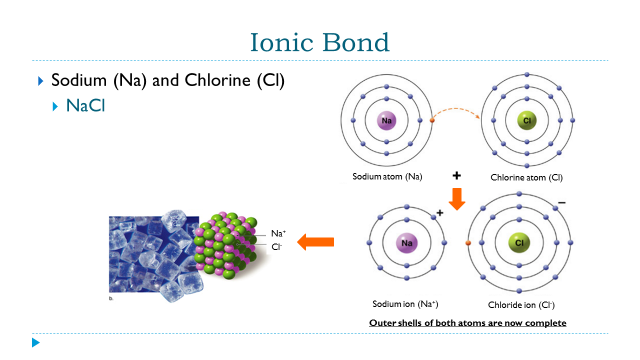 Ionic Bond
Sodium (Na) and Chlorine (Cl)
NaCl
Na
Cl
Sodium atom (Na)
+
Chlorine atom (Cl)
+
−
Na
Cl
Na⁺
Cl⁻
b.
Sodium ion (Na⁺)
Chloride ion (Cl⁻)
Outer shells of both atoms are now complete